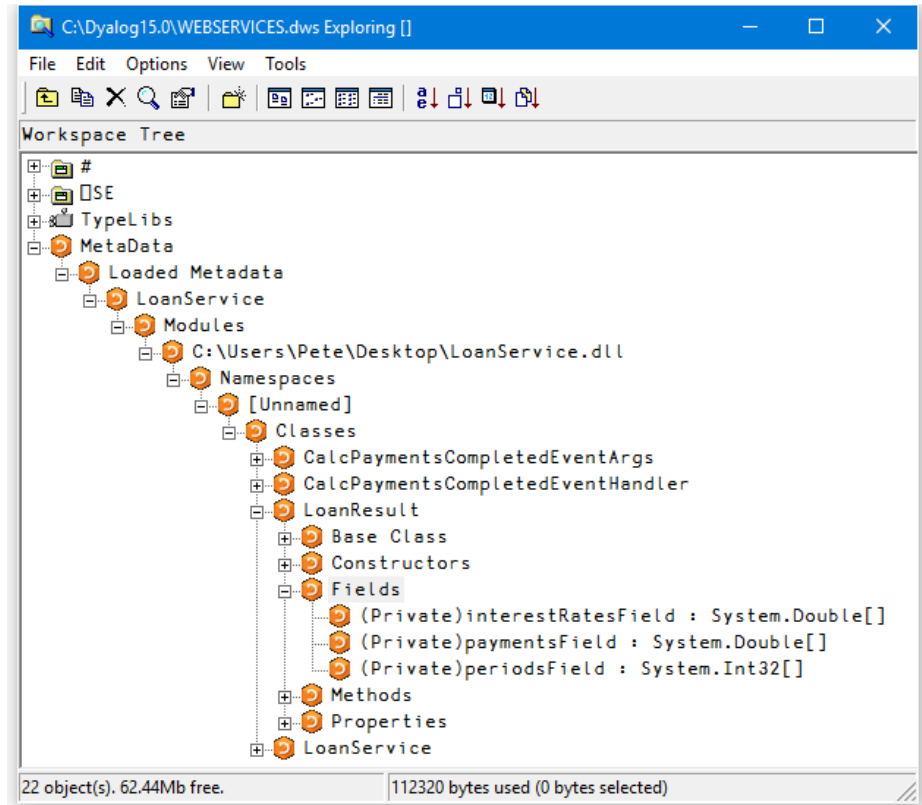 C:\Dyalog15.0\WEBSERVICES.dws Exploring []
File Edit Options View Tools
Workspace Tree
#
⎕SE
TypeLibs
MetaData
Loaded Metadata
LoanService
Modules
C:\Users\Pete\Desktop\LoanService.dll
Namespaces
[Unnamed]
Classes
CalcPaymentsCompletedEventArgs
CalcPaymentsCompletedEventHandler
LoanResult
Base Class
Constructors
Fields
(Private)interestRatesField : System.Double[]
(Private)paymentsField : System.Double[]
(Private)periodsField : System.Int32[]
Methods
Properties
LoanService
22 object(s). 62.44Mb free. 112320 bytes used (0 bytes selected)